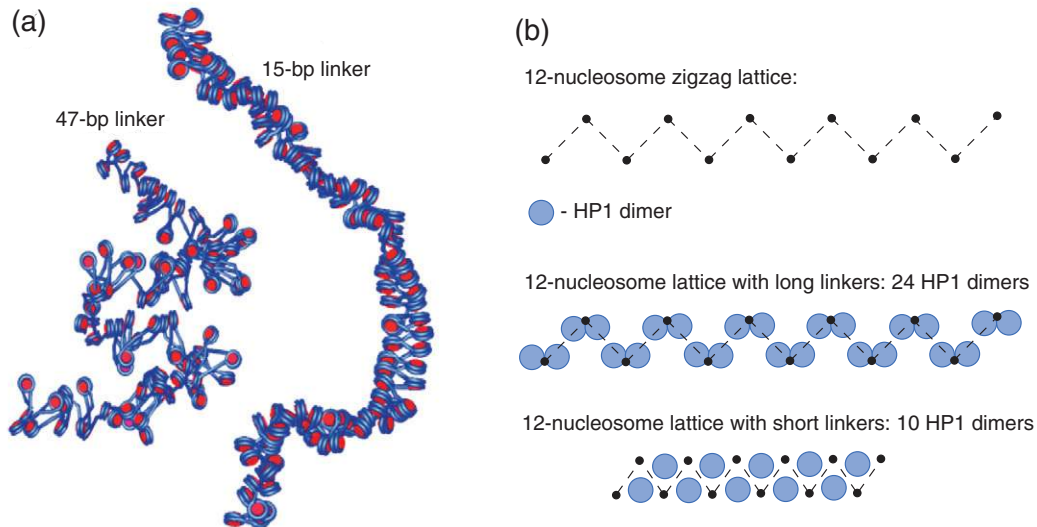 (a)
15-bp linker
47-bp linker
(b)
12-nucleosome zigzag lattice:
- HP1 dimer
12-nucleosome lattice with long linkers: 24 HP1 dimers
12-nucleosome lattice with short linkers: 10 HP1 dimers